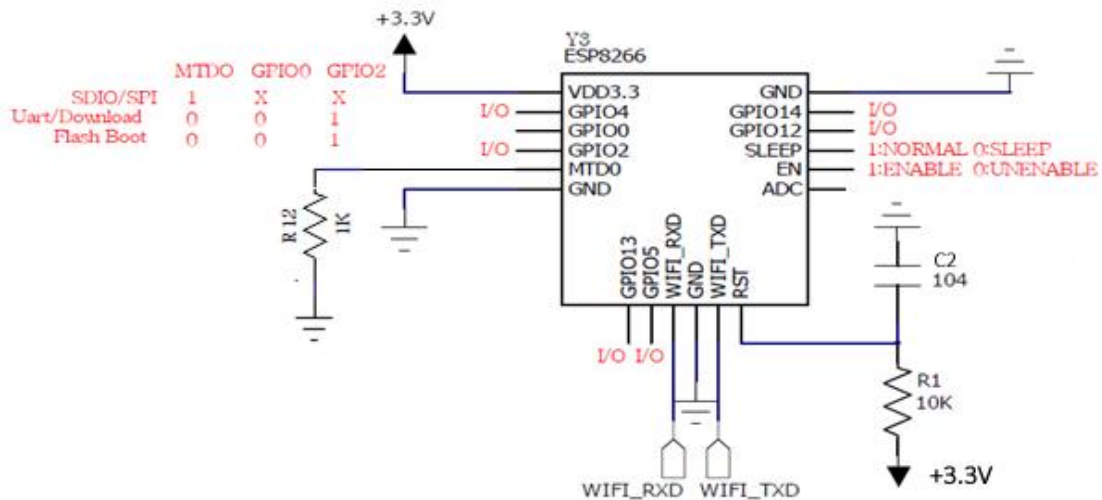 +3.3V
Y3
ESP8266
MTDO GPIO0 GPIO2
SDIO/SPI 1 X X
Uart/Download 0 0 1
Flash Boot 0 0 1
I/O
I/O
VDD3.3
GPIO4
GPIO0
GPIO2
MTD0
GND
GND
GPIO14
GPIO12
SLEEP
EN
ADC
I/O
I/O
1:NORMAL 0:SLEEP
1:ENABLE 0:UNENABLE
R12
1K
GPIO13
GPIO5
WIFI_RXD
GND
WIFI_TXD
RST
I/O I/O
C2
104
R1
10K
+3.3V
WIFI_RXD WIFI_TXD